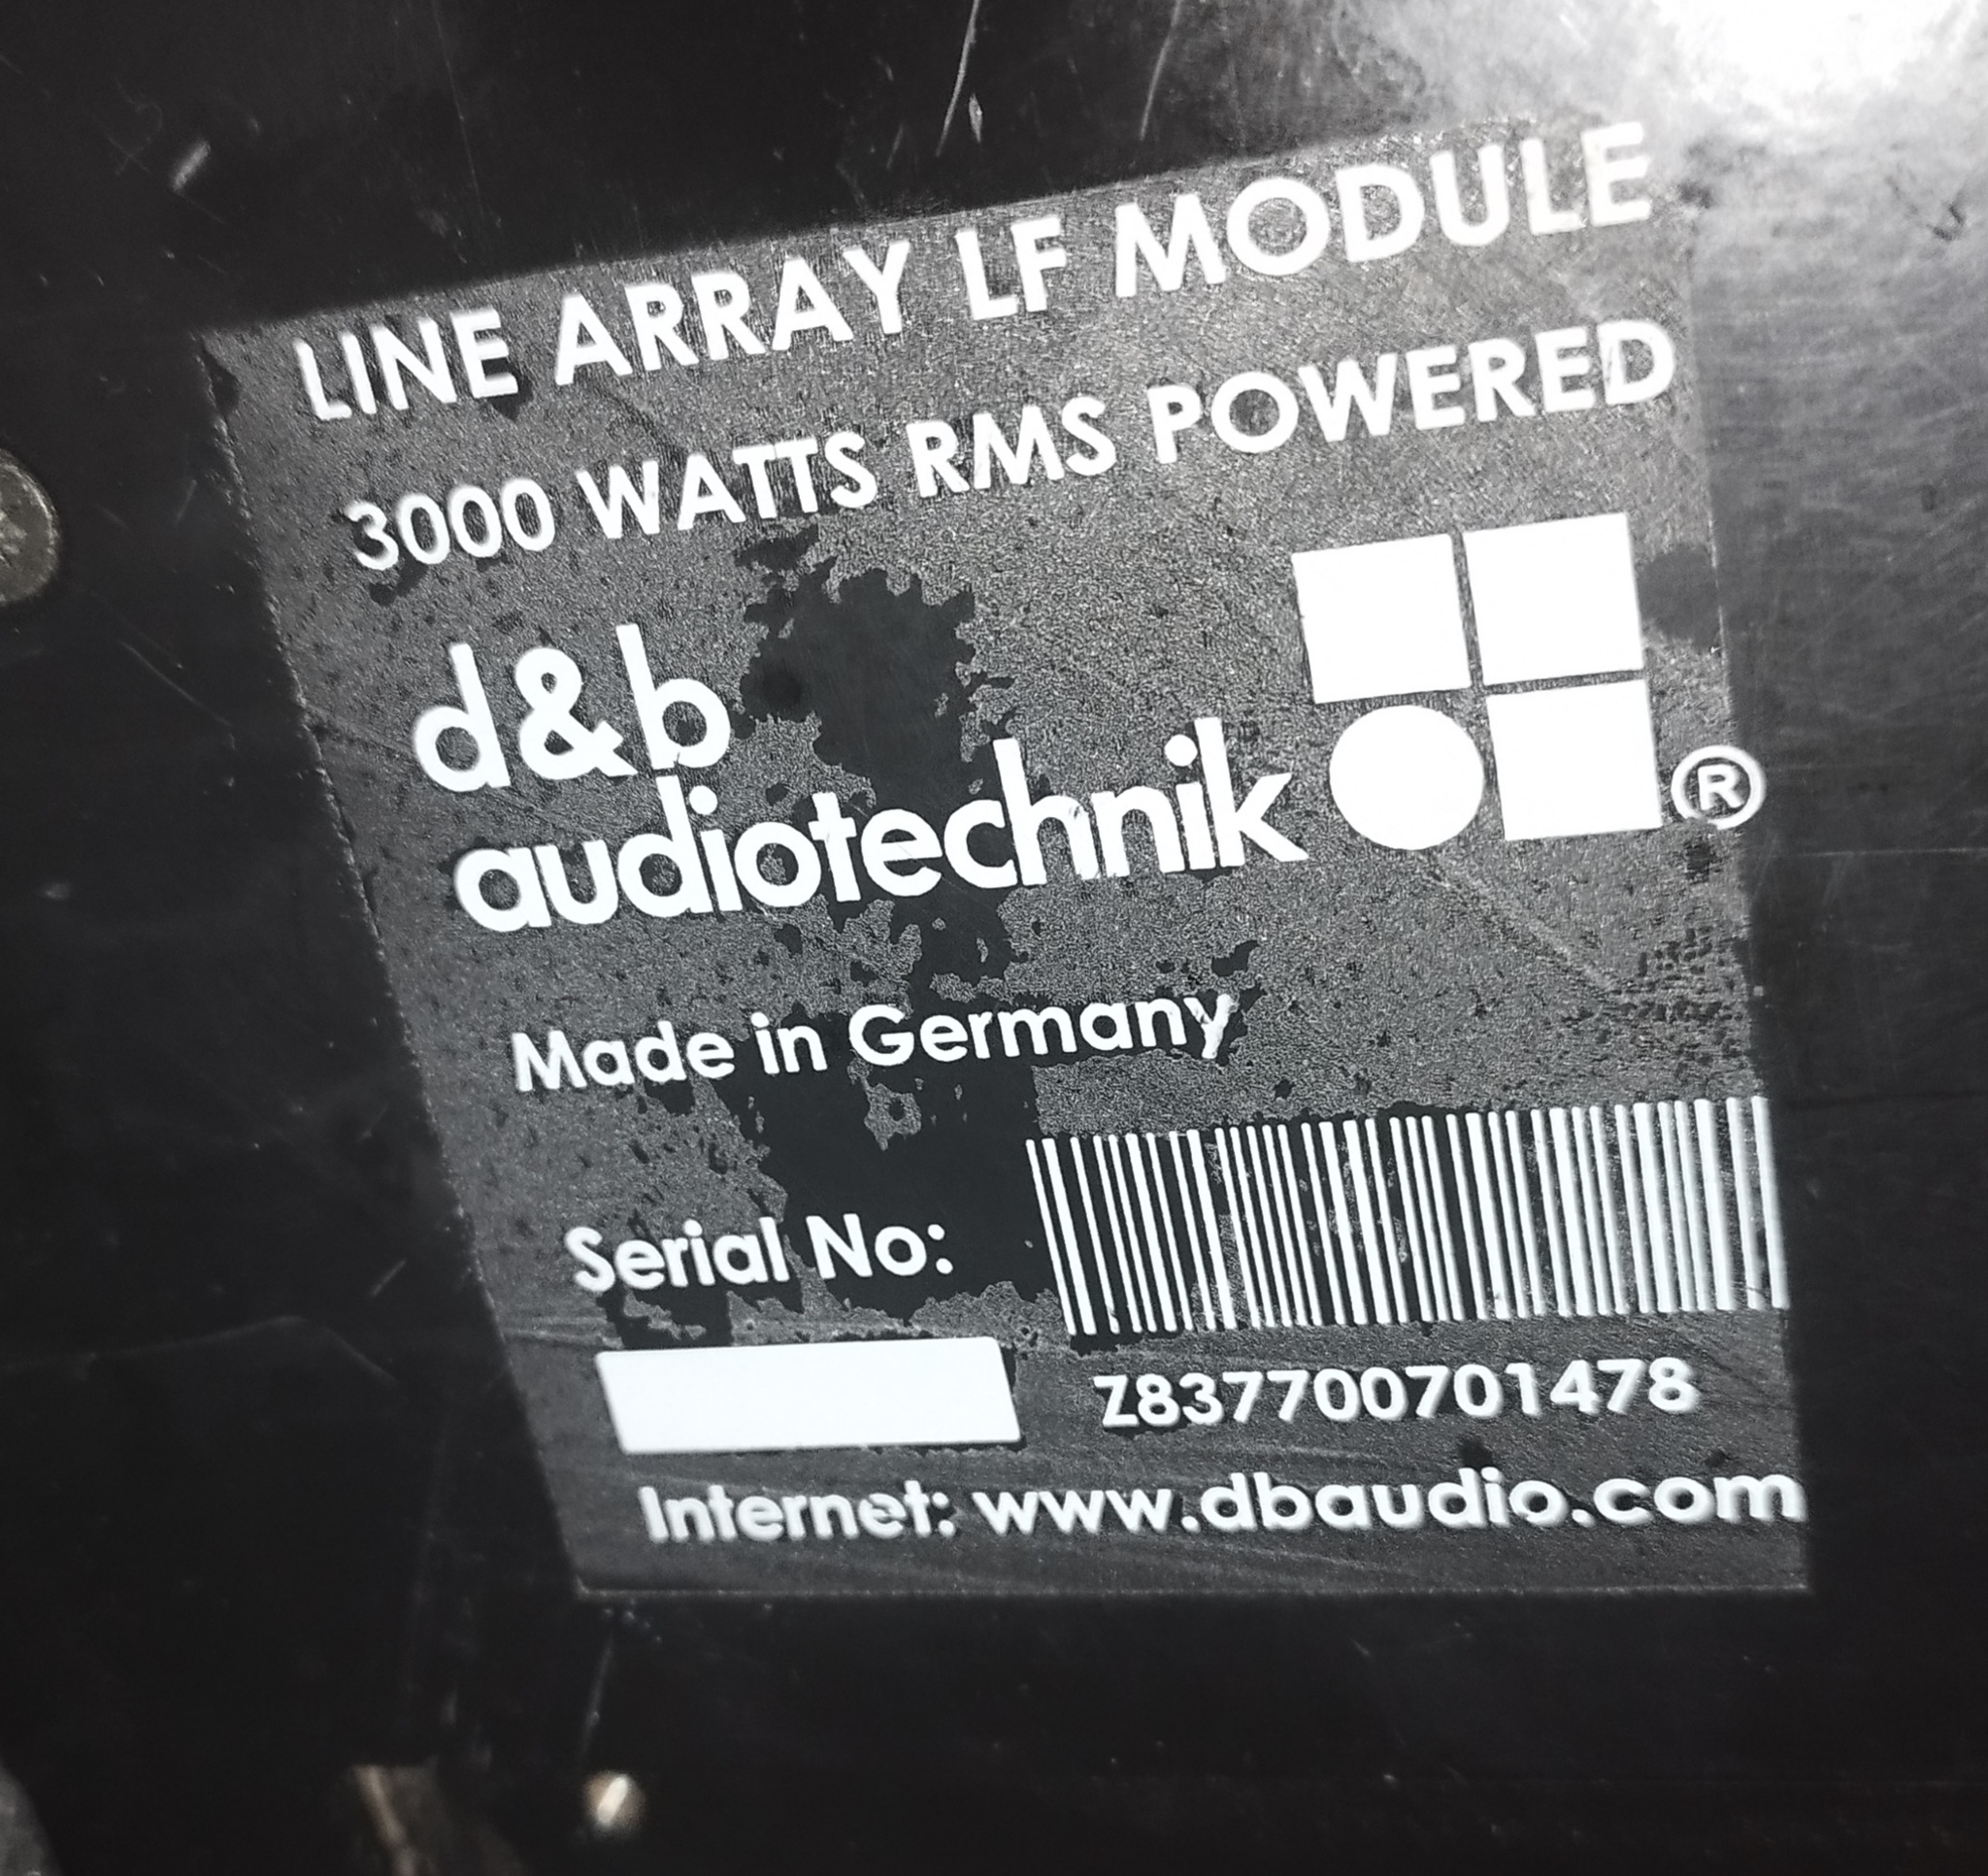 LINE ARRAY LF MODULE
3000 WATTS RMS POWERED
d&b
audiotechnik ®
Made in Germany
Serial No:
Z837700701478
Internet: www.dbaudio.com